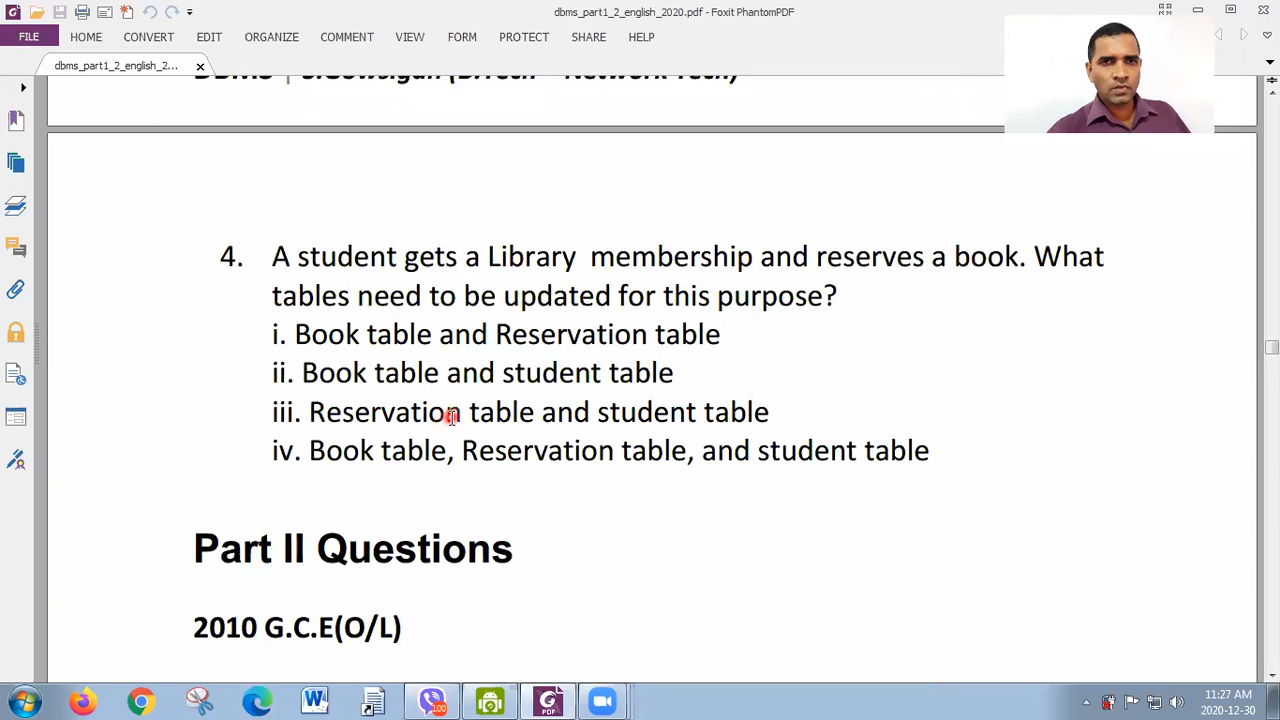 dbms_part1_2_english_2020.pdf - Foxit PhantomPDF
FILE HOME CONVERT EDIT ORGANIZE COMMENT VIEW FORM PROTECT SHARE HELP
dbms_part1_2_english_2...
4. A student gets a Library membership and reserves a book. What
tables need to be updated for this purpose?
i. Book table and Reservation table
ii. Book table and student table
iii. Reservation table and student table
iv. Book table, Reservation table, and student table
Part II Questions
2010 G.C.E(O/L)
100
PDF
11:27 AM
2020-12-30